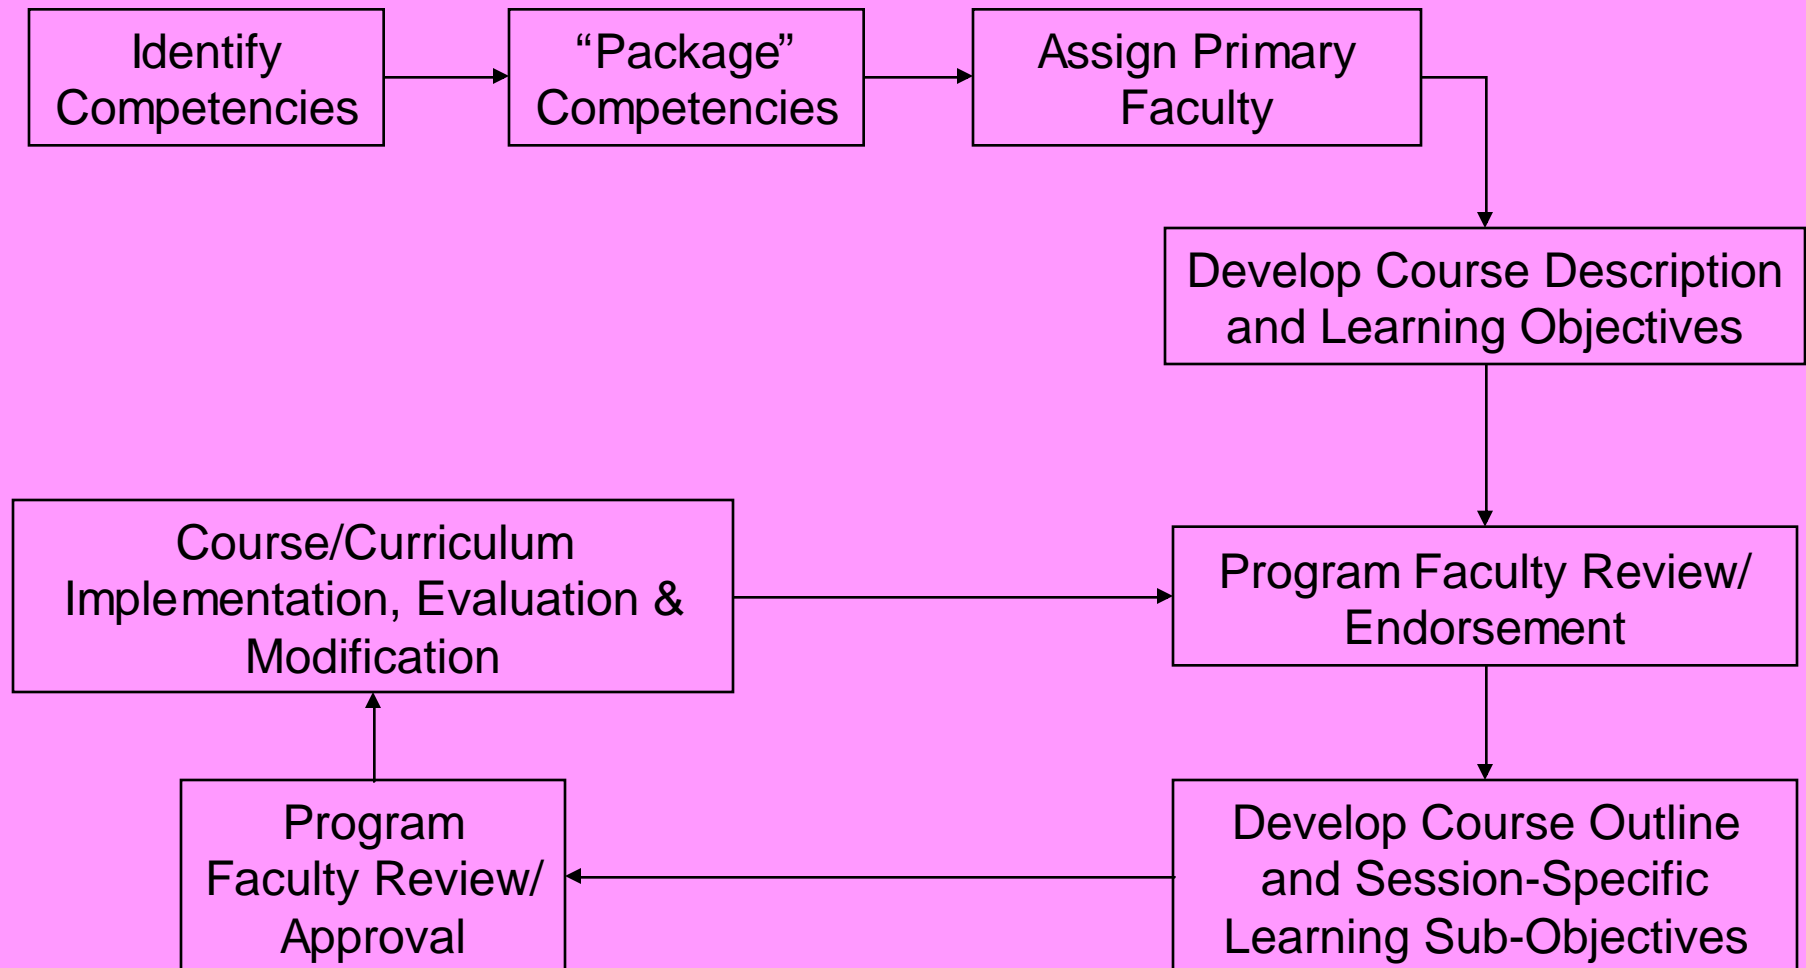 Identify
Competencies
“Package”
Competencies
Assign Primary
Faculty
Develop Course Description
and Learning Objectives
Course/Curriculum
Implementation, Evaluation &
Modification
Program Faculty Review/
Endorsement
Program
Faculty Review/
Approval
Develop Course Outline
and Session-Specific
Learning Sub-Objectives